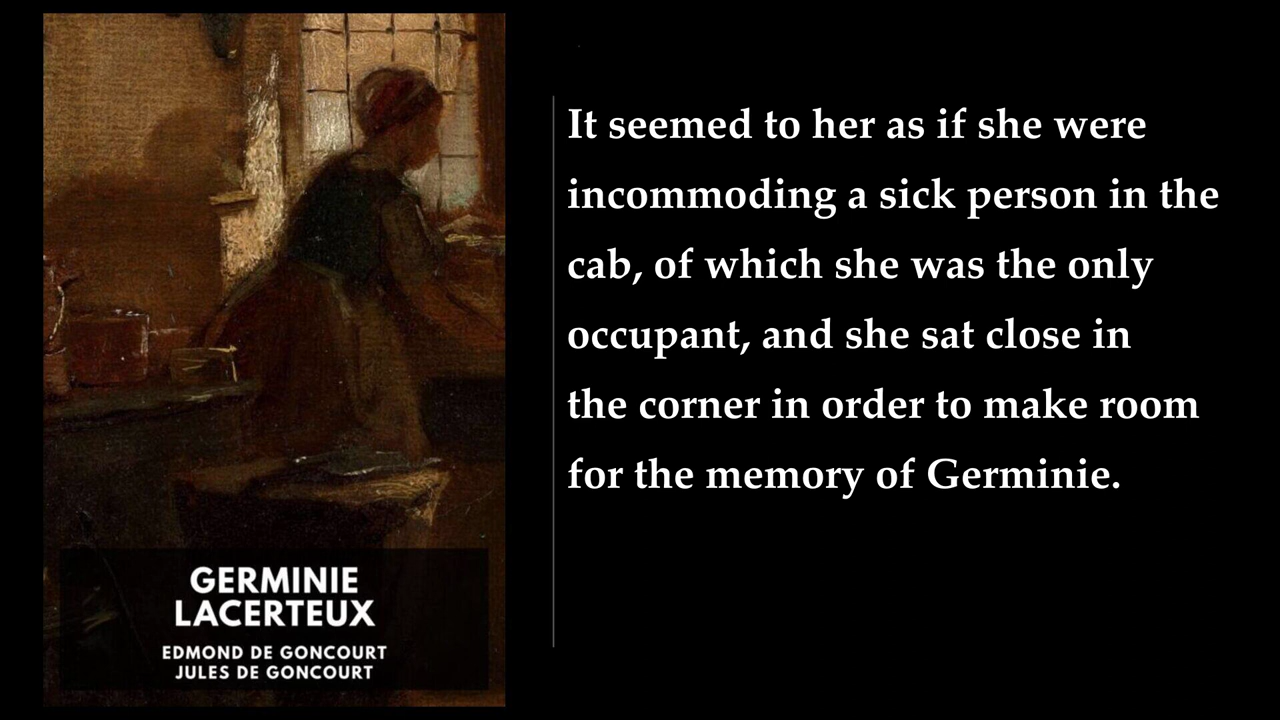 It seemed to her as if she were
incommoding a sick person in the
cab, of which she was the only
occupant, and she sat close in
the corner in order to make room
for the memory of Germinie.
GERMINIE
LACERTEUX
EDMOND DE GONCOURT
JULES DE GONCOURT